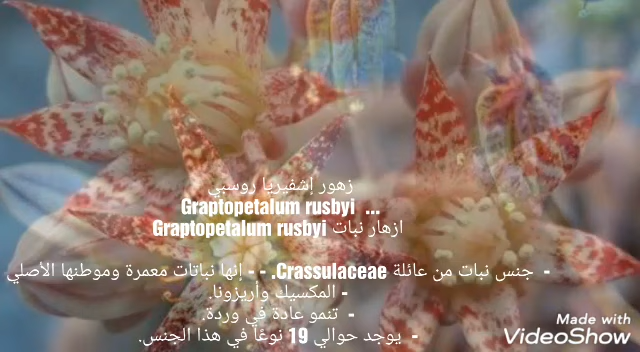 زهور إشفيريا روسبي
Graptopetalum rusbyi ...
ازهار نبات Graptopetalum rusbyi
- جنس نبات من عائلة Crassulaceae. - - إنها نباتات معمرة وموطنها الأصلي
- المكسيك وأريزونا.
- تنمو عادة في وردة.
- يوجد حوالي 19 نوعًا في هذا الجنس.
Made with
VideoShow